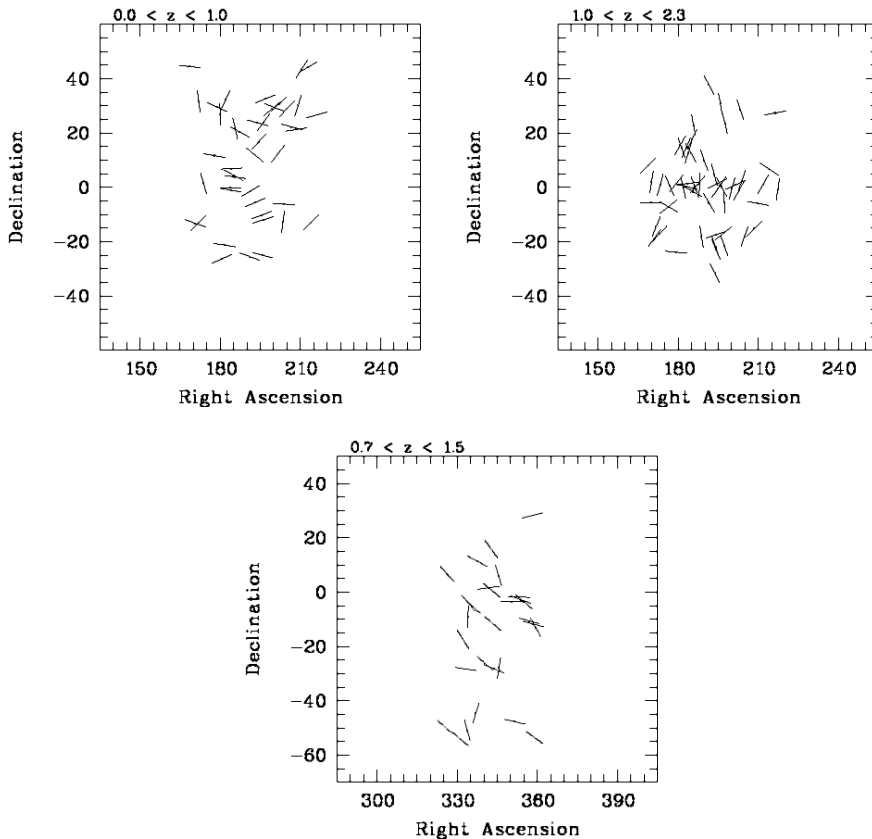 0.0 < z < 1.0
40
20
0
−20
−40
Declination
150 180 210 240
Right Ascension
1.0 < z < 2.3
40
20
0
−20
−40
Declination
150 180 210 240
Right Ascension
0.7 < z < 1.5
40
20
0
−20
−40
−60
Declination
300 330 360 390
Right Ascension